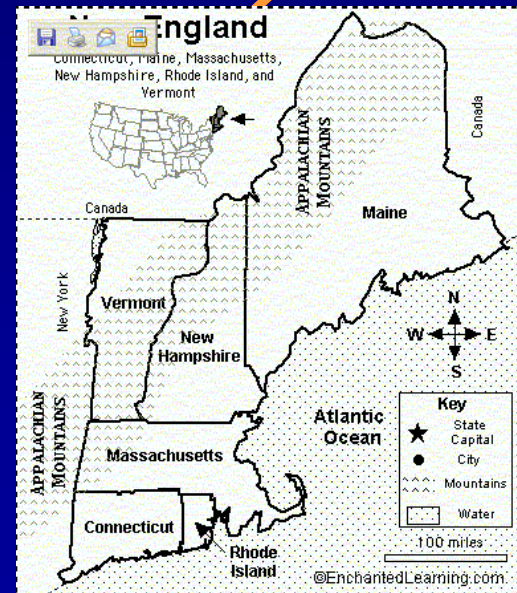 England
Connecticut, Maine, Massachusetts,
New Hampshire, Rhode Island, and
Vermont
Canada
APPALACHIAN
MOUNTAINS
Maine
Canada
New York
Vermont
New
Hampshire
N
W E
S
APPALACHIAN
MOUNTAINS
Massachusetts
Atlantic
Ocean
Connecticut
Rhode
Island
Key
State
Capital
City
Mountains
Water
100 miles
©EnchantedLearning.com